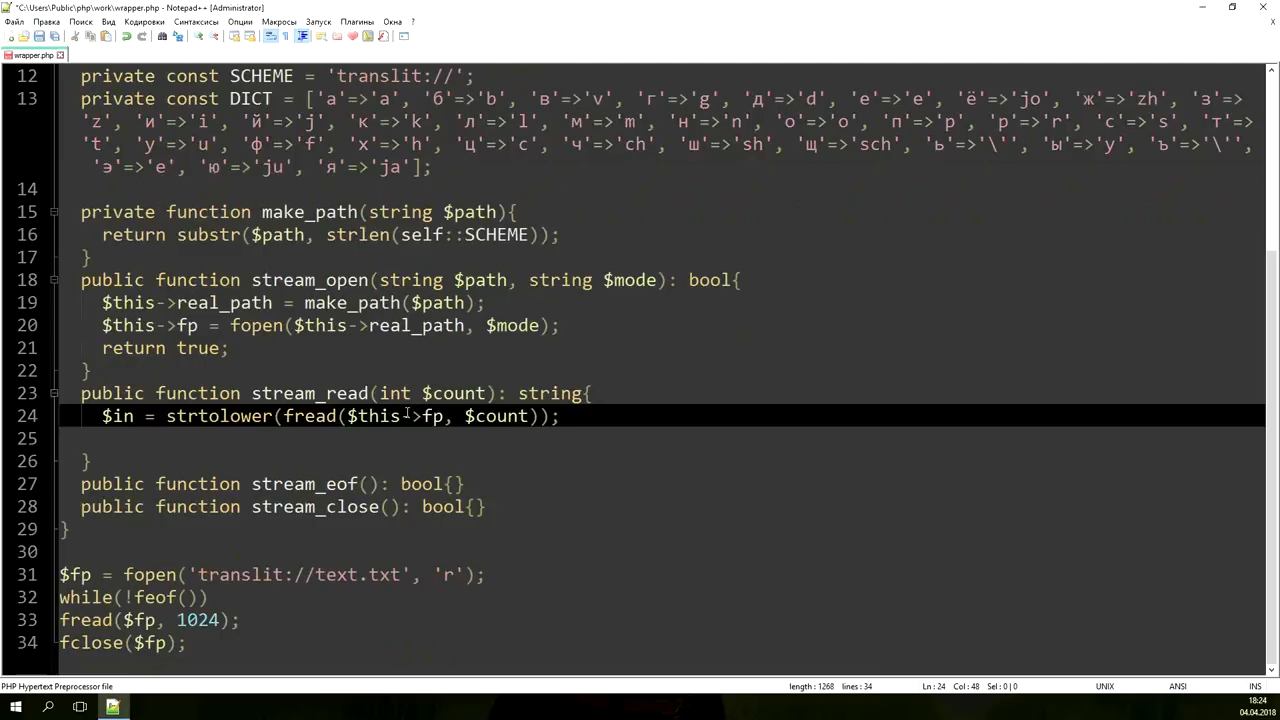 *C:\Users\Public\php\work\wrapper.php - Notepad++ [Administrator]
Файл Правка Поиск Вид Кодировки Синтаксисы Опции Макросы Запуск Плагины Окна ?
wrapper.php
12 private const SCHEME = 'translit://';
13 private const DICT = ['а'=>'a', 'б'=>'b', 'в'=>'v', 'г'=>'g', 'д'=>'d', 'е'=>'e', 'ё'=>'jo', 'ж'=>'zh', 'з'=>
'z', 'и'=>'i', 'й'=>'j', 'к'=>'k', 'л'=>'l', 'м'=>'m', 'н'=>'n', 'о'=>'o', 'п'=>'p', 'р'=>'r', 'с'=>'s', 'т'=>
't', 'у'=>'u', 'ф'=>'f', 'х'=>'h', 'ц'=>'c', 'ч'=>'ch', 'ш'=>'sh', 'щ'=>'sch', 'ь'=>'\'', 'ы'=>'y', 'ъ'=>'\'',
'э'=>'e', 'ю'=>'ju', 'я'=>'ja'];
14
15 private function make_path(string $path){
16 return substr($path, strlen(self::SCHEME));
17 }
18 public function stream_open(string $path, string $mode): bool{
19 $this->real_path = make_path($path);
20 $this->fp = fopen($this->real_path, $mode);
21 return true;
22 }
23 public function stream_read(int $count): string{
24 $in = strtolower(fread($this->fp, $count));
25
26 }
27 public function stream_eof(): bool{}
28 public function stream_close(): bool{}
29 }
30
31 $fp = fopen('translit://text.txt', 'r');
32 while(!feof())
33 fread($fp, 1024);
34 fclose($fp);
PHP Hypertext Preprocessor file length : 1268 lines : 34 Ln : 24 Col : 48 Sel : 0 | 0 UNIX ANSI INS
18:24
04.04.2018